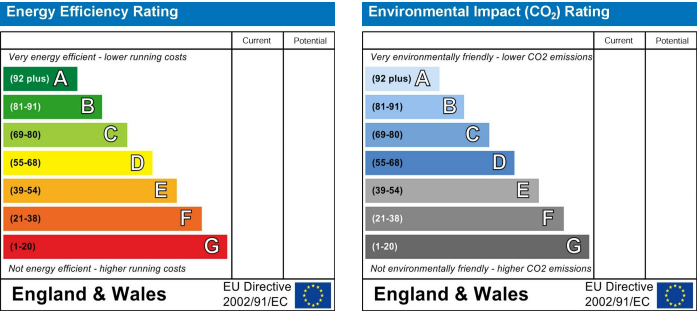 Energy Efficiency Rating
Current Potential
Very energy efficient - lower running costs
(92 plus) A
(81-91) B
(69-80) C
(55-68) D
(39-54) E
(21-38) F
(1-20) G
Not energy efficient - higher running costs
England & Wales
EU Directive
2002/91/EC
Environmental Impact (CO₂) Rating
Current Potential
Very environmentally friendly - lower CO2 emissions
(92 plus) A
(81-91) B
(69-80) C
(55-68) D
(39-54) E
(21-38) F
(1-20) G
Not environmentally friendly - higher CO2 emissions
England & Wales
EU Directive
2002/91/EC